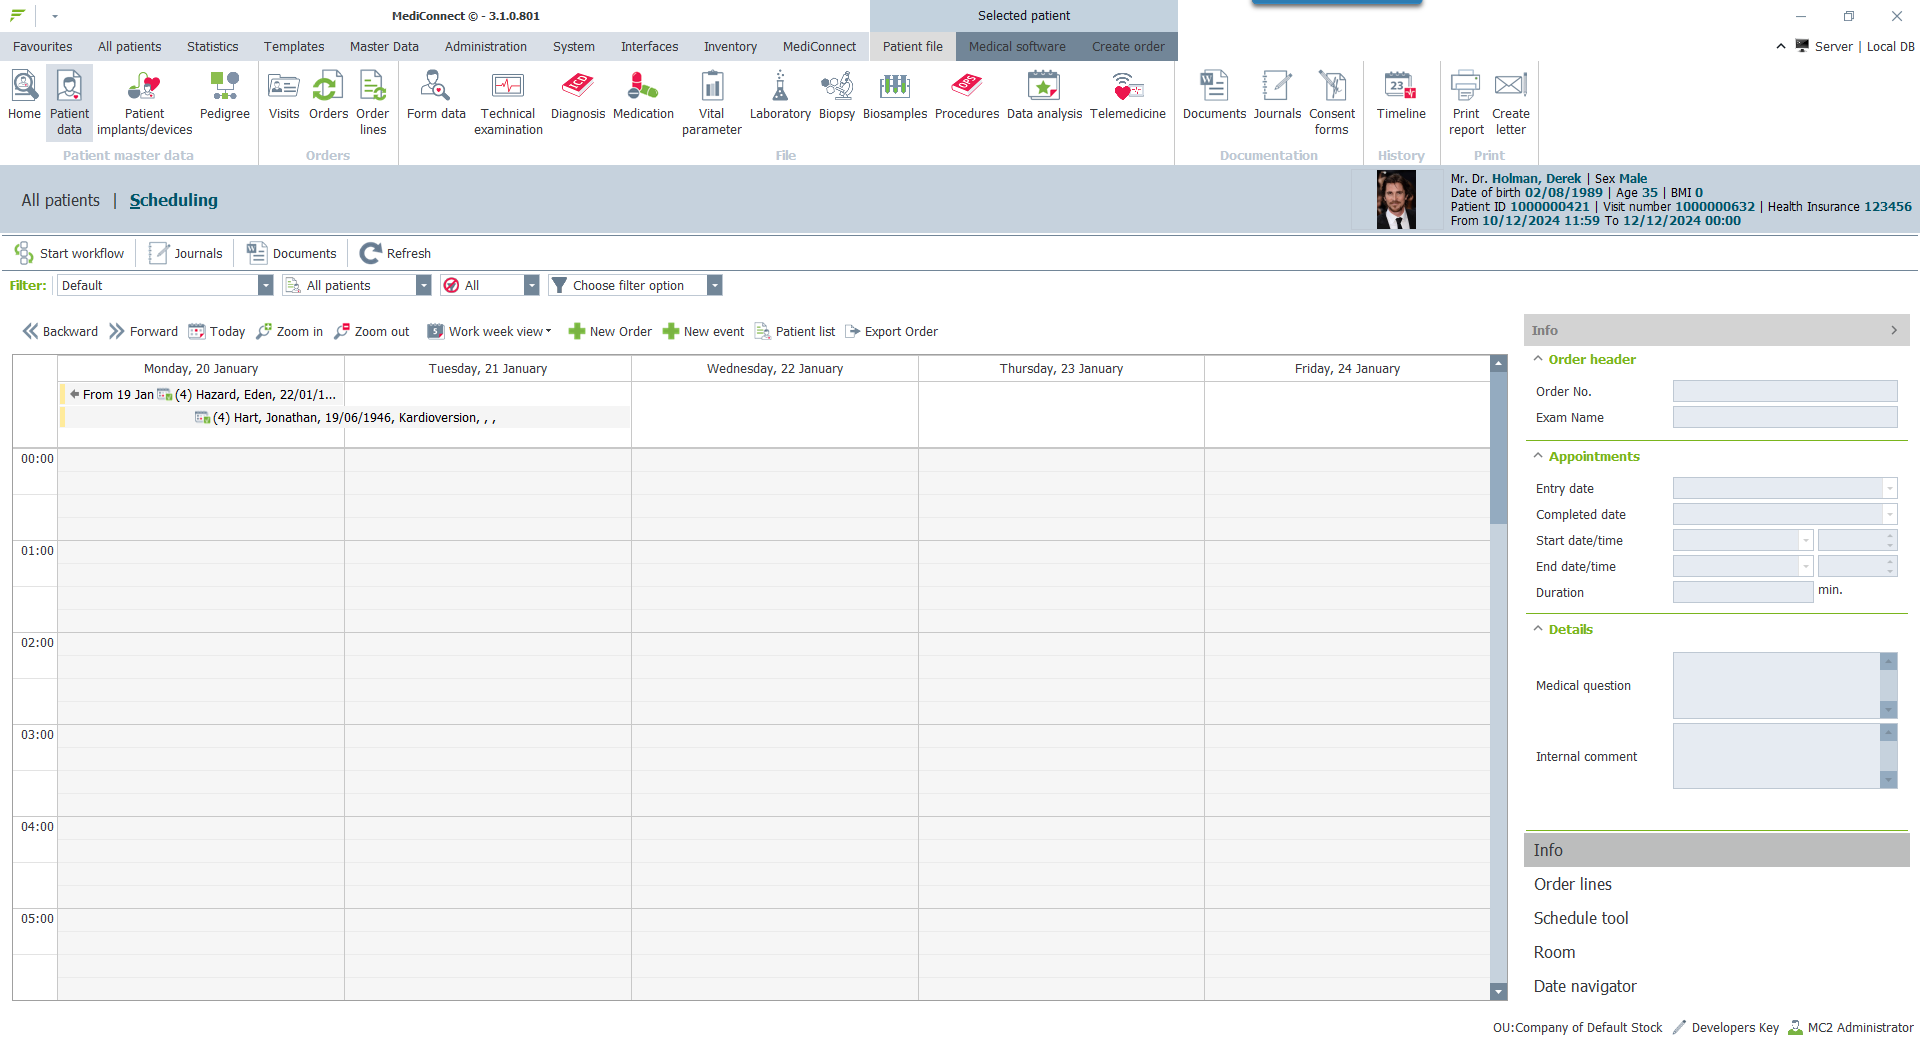 MediConnect © - 3.1.0.801
Selected patient
Favourites All patients Statistics Templates Master Data Administration System Interfaces Inventory MediConnect Patient file Medical software Create order
Server | Local DB
Home Patient data Patient implants/devices Pedigree
Visits Orders Order lines
Form data Technical examination Diagnosis Medication Vital parameter Laboratory Biopsy Biosamples Procedures Data analysis Telemedicine
Documents Journals Consent forms
Timeline
Print report Create letter
Patient master data Orders File Documentation History Print
All patients | Scheduling
Mr. Dr. Holman, Derek | Sex Male
Date of birth 02/08/1989 | Age 35 | BMI 0
Patient ID 1000000421 | Visit number 1000000632 | Health Insurance 123456
From 10/12/2024 11:59 To 12/12/2024 00:00
Start workflow Journals Documents Refresh
Filter: Default All patients All Choose filter option
Backward Forward Today Zoom in Zoom out Work week view New Order New event Patient list Export Order
Monday, 20 January Tuesday, 21 January Wednesday, 22 January Thursday, 23 January Friday, 24 January
From 19 Jan (4) Hazard, Eden, 22/01/1...
(4) Hart, Jonathan, 19/06/1946, Kardioversion, , ,
00:00
01:00
02:00
03:00
04:00
05:00
Info
Order header
Order No.
Exam Name
Appointments
Entry date
Completed date
Start date/time
End date/time
Duration min.
Details
Medical question
Internal comment
Info
Order lines
Schedule tool
Room
Date navigator
OU:Company of Default Stock Developers Key MC2 Administrator